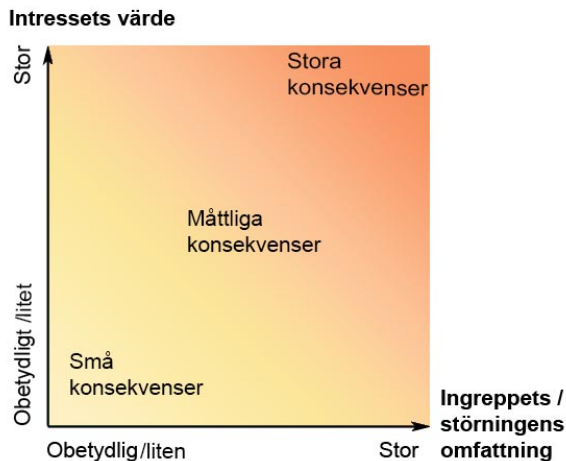 Intressets värde
Stor
Stora
konsekvenser
Måttliga
konsekvenser
Obetydligt /litet
Små
konsekvenser
Ingreppets /
störningens
omfattning
Obetydlig/liten
Stor